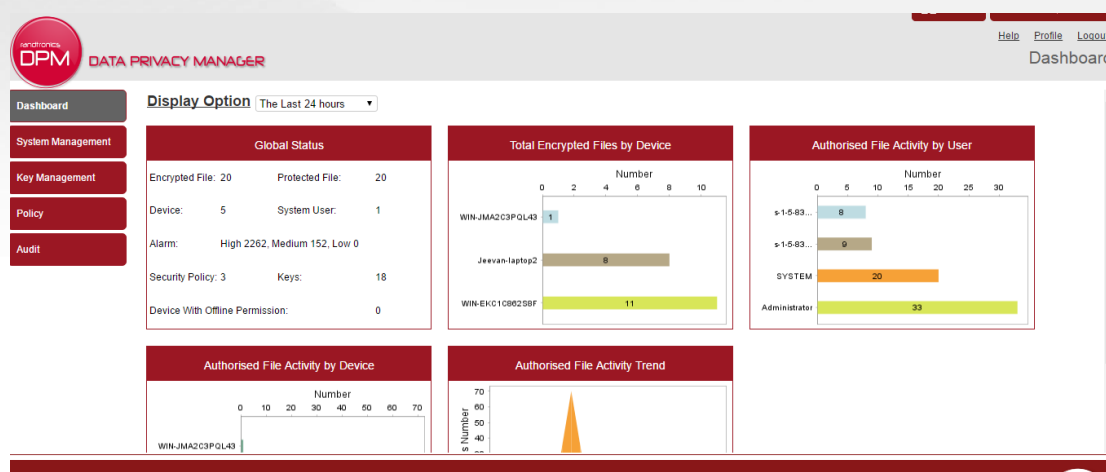 Help Profile Logou
randtronics
DPM
DATA PRIVACY MANAGER
Dashboard
Dashboard
System Management
Key Management
Policy
Audit
Display Option The Last 24 hours
Global Status
Encrypted File: 20 Protected File: 20
Device: 5 System User: 1
Alarm: High 2262, Medium 152, Low 0
Security Policy: 3 Keys: 18
Device With Offline Permission: 0
Total Encrypted Files by Device
Number
0 2 4 6 8 10
WIN-JMA2C3PQL43 1
Jeevan-laptop2 8
WIN-EKC1C862S8F 11
Authorised File Activity by User
Number
0 5 10 15 20 25 30
s-1-5-83... 8
s-1-5-83... 9
SYSTEM 20
Administrator 33
Authorised File Activity by Device
Number
0 10 20 30 40 50 60 70
WIN-JMA2C3PQL43
Authorised File Activity Trend
70
60
50
40
s Number